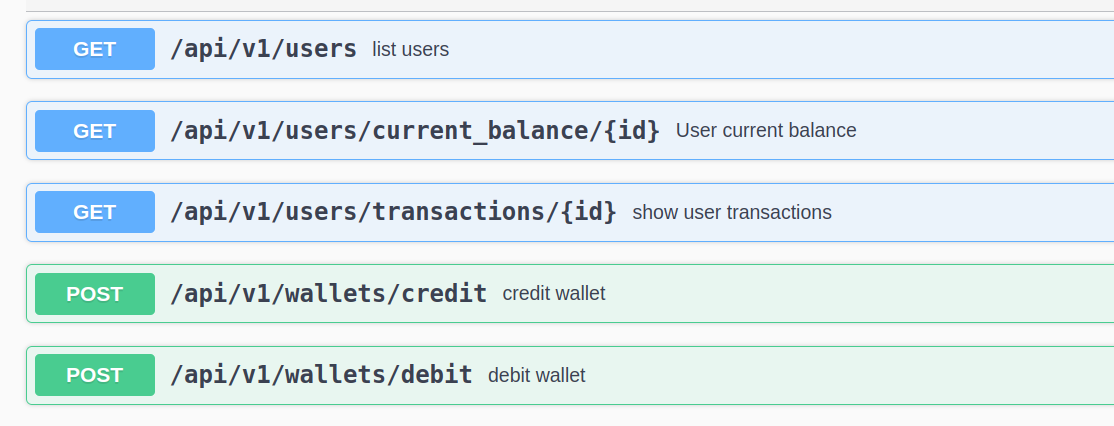 GET /api/v1/users list users
GET /api/v1/users/current_balance/{id} User current balance
GET /api/v1/users/transactions/{id} show user transactions
POST /api/v1/wallets/credit credit wallet
POST /api/v1/wallets/debit debit wallet